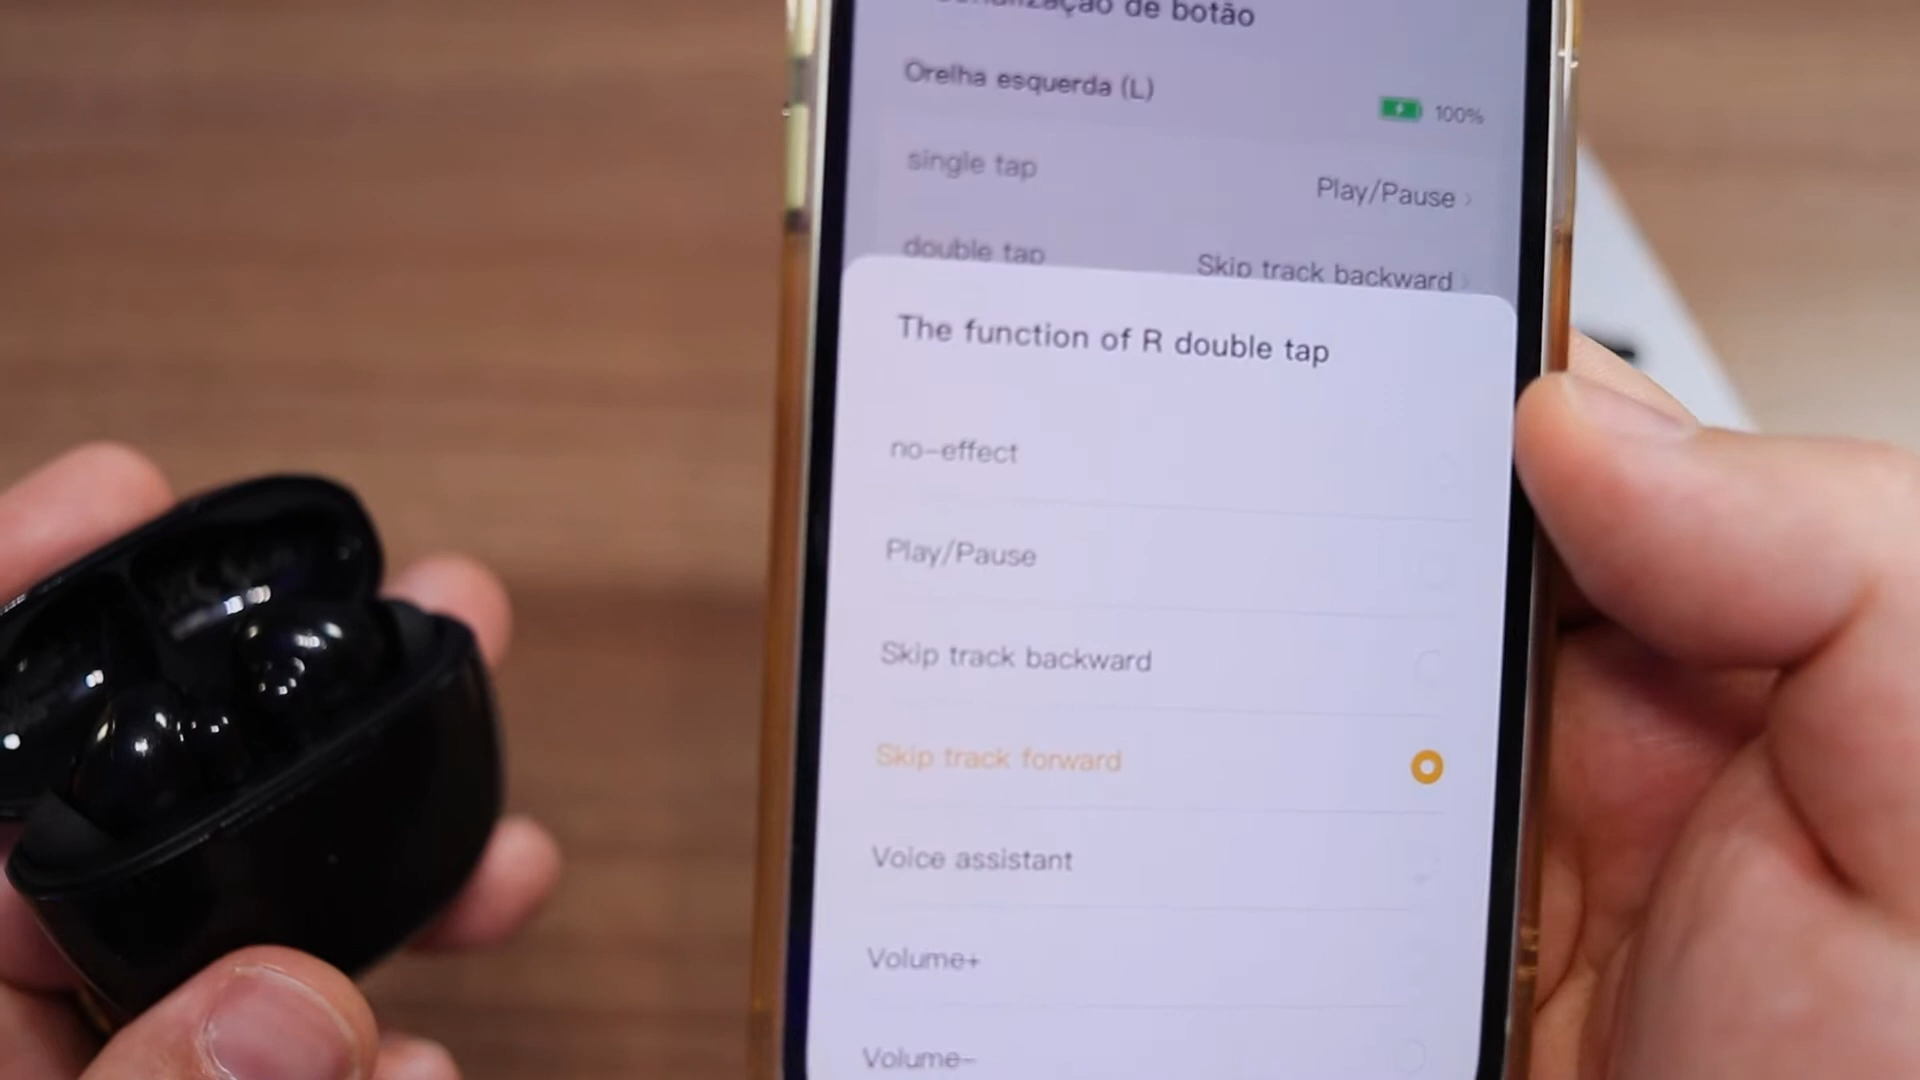 de botão
Orelha esquerda (L)
100%
single tap
Play/Pause
double tap
Skip track backward
The function of R double tap
no-effect
Play/Pause
Skip track backward
Skip track forward
Voice assistant
Volume+
Volume-